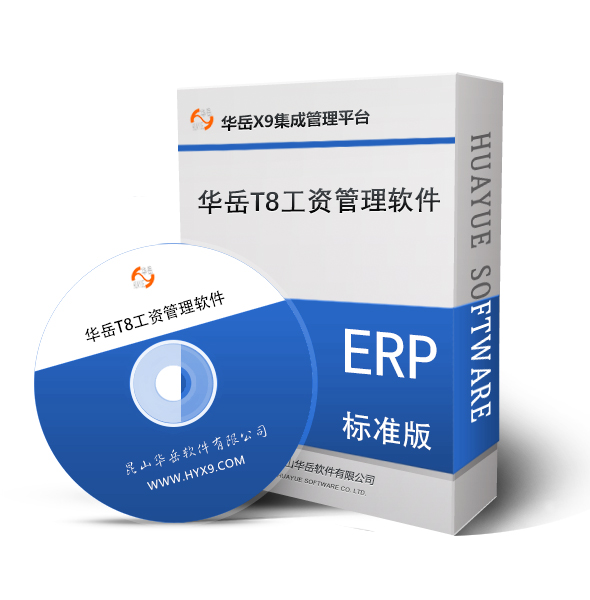 华岳X9集成管理平台
华岳T8工资管理软件
ERP
标准版
山华岳软件有限公司
HUAYUE SOFTWARE CO. LTD.
HUAYUE SOFTWARE
华岳T8工资管理软件
昆山华岳软件有限公司
WWW.HYX9.COM